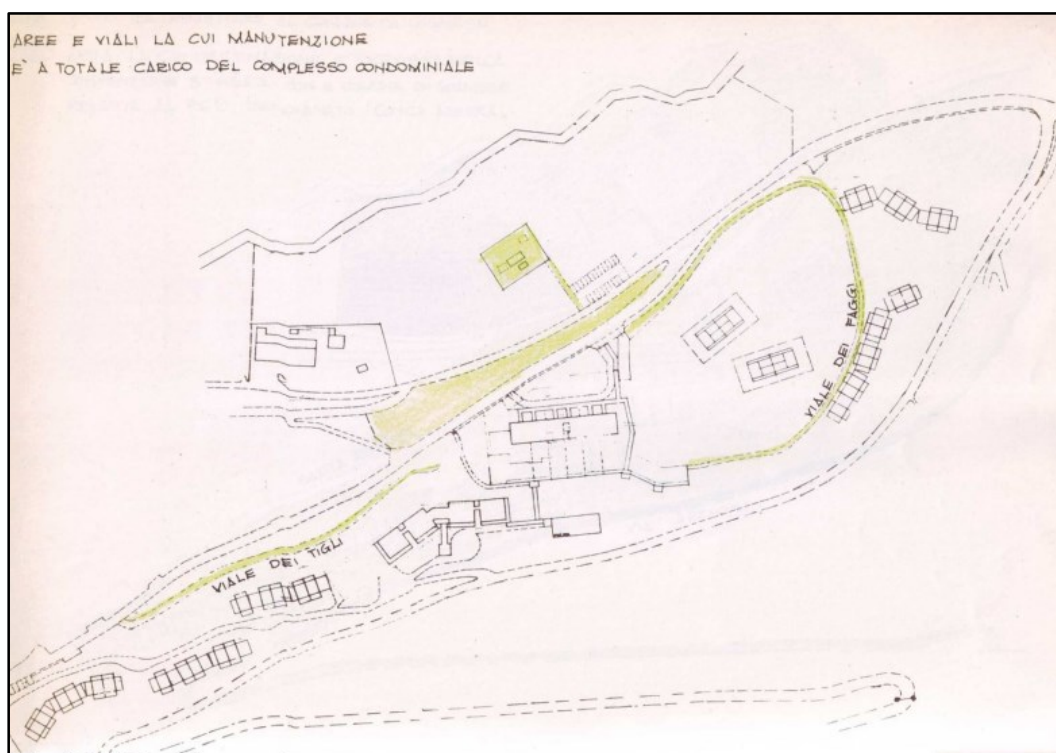 AREE E VIALI LA CUI MANUTENZIONE
E' A TOTALE CARICO DEL COMPLESSO CONDOMINIALE
VIALE DEI FAGGI
VIALE DEI TIGLI